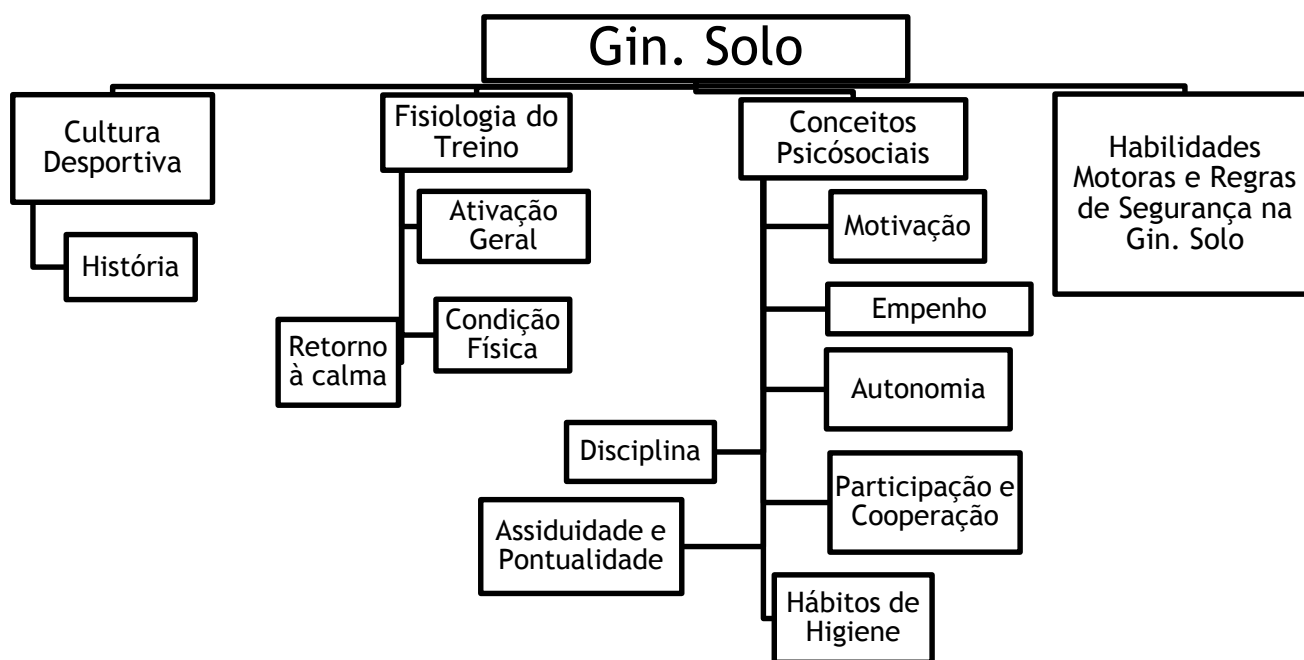 Gin. Solo
Cultura
Desportiva
História
Fisiologia do
Treino
Ativação
Geral
Condição
Física
Retorno
à calma
Conceitos
Psicósociais
Motivação
Empenho
Autonomia
Disciplina
Participação e
Cooperação
Assiduidade e
Pontualidade
Hábitos de
Higiene
Habilidades
Motoras e Regras
de Segurança na
Gin. Solo